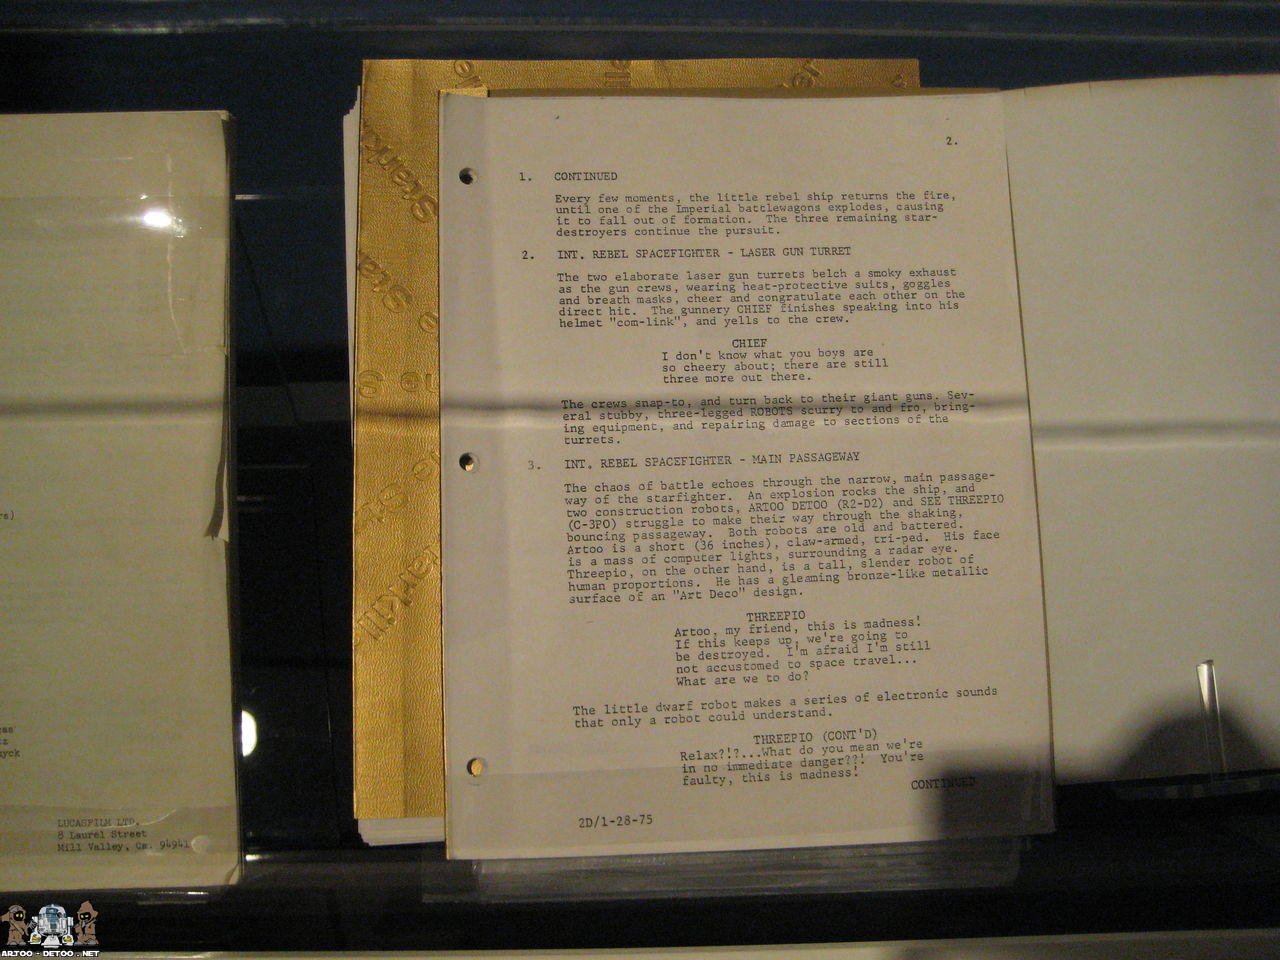 rs)
cas
tz
uyck
LUCASFILM LTD.
8 Laurel Street
Mill Valley, Ca. 94941
2.
1. CONTINUED
Every few moments, the little rebel ship returns the fire,
until one of the Imperial battlewagons explodes, causing
it to fall out of formation. The three remaining star-
destroyers continue the pursuit.
2. INT. REBEL SPACEFIGHTER - LASER GUN TURRET
The two elaborate laser gun turrets belch a smoky exhaust
as the gun crews, wearing heat-protective suits, goggles
and breath masks, cheer and congratulate each other on the
direct hit. The gunnery CHIEF finishes speaking into his
helmet "com-link", and yells to the crew.
CHIEF
I don't know what you boys are
so cheery about; there are still
three more out there.
The crews snap-to, and turn back to their giant guns. Sev-
eral stubby, three-legged ROBOTS scurry to and fro, bring-
ing equipment, and repairing damage to sections of the
turrets.
3. INT. REBEL SPACEFIGHTER - MAIN PASSAGEWAY
The chaos of battle echoes through the narrow, main passage-
way of the starfighter. An explosion rocks the ship, and
two construction robots, ARTOO DETOO (R2-D2) and SEE THREEPIO
(C-3PO) struggle to make their way through the shaking,
bouncing passageway. Both robots are old and battered.
Artoo is a short (36 inches), claw-armed, tri-ped. His face
is a mass of computer lights, surrounding a radar eye.
Threepio, on the other hand, is a tall, slender robot of
human proportions. He has a gleaming bronze-like metallic
surface of an "Art Deco" design.
THREEPIO
Artoo, my friend, this is madness!
If this keeps up, we're going to
be destroyed. I'm afraid I'm still
not accustomed to space travel...
What are we to do?
The little dwarf robot makes a series of electronic sounds
that only a robot could understand.
THREEPIO (CONT'D)
Relax?!?...What do you mean we're
in no immediate danger??! You're
faulty, this is madness!
CONTINUED
2D/1-28-75
ARTOO-DETOO.NET